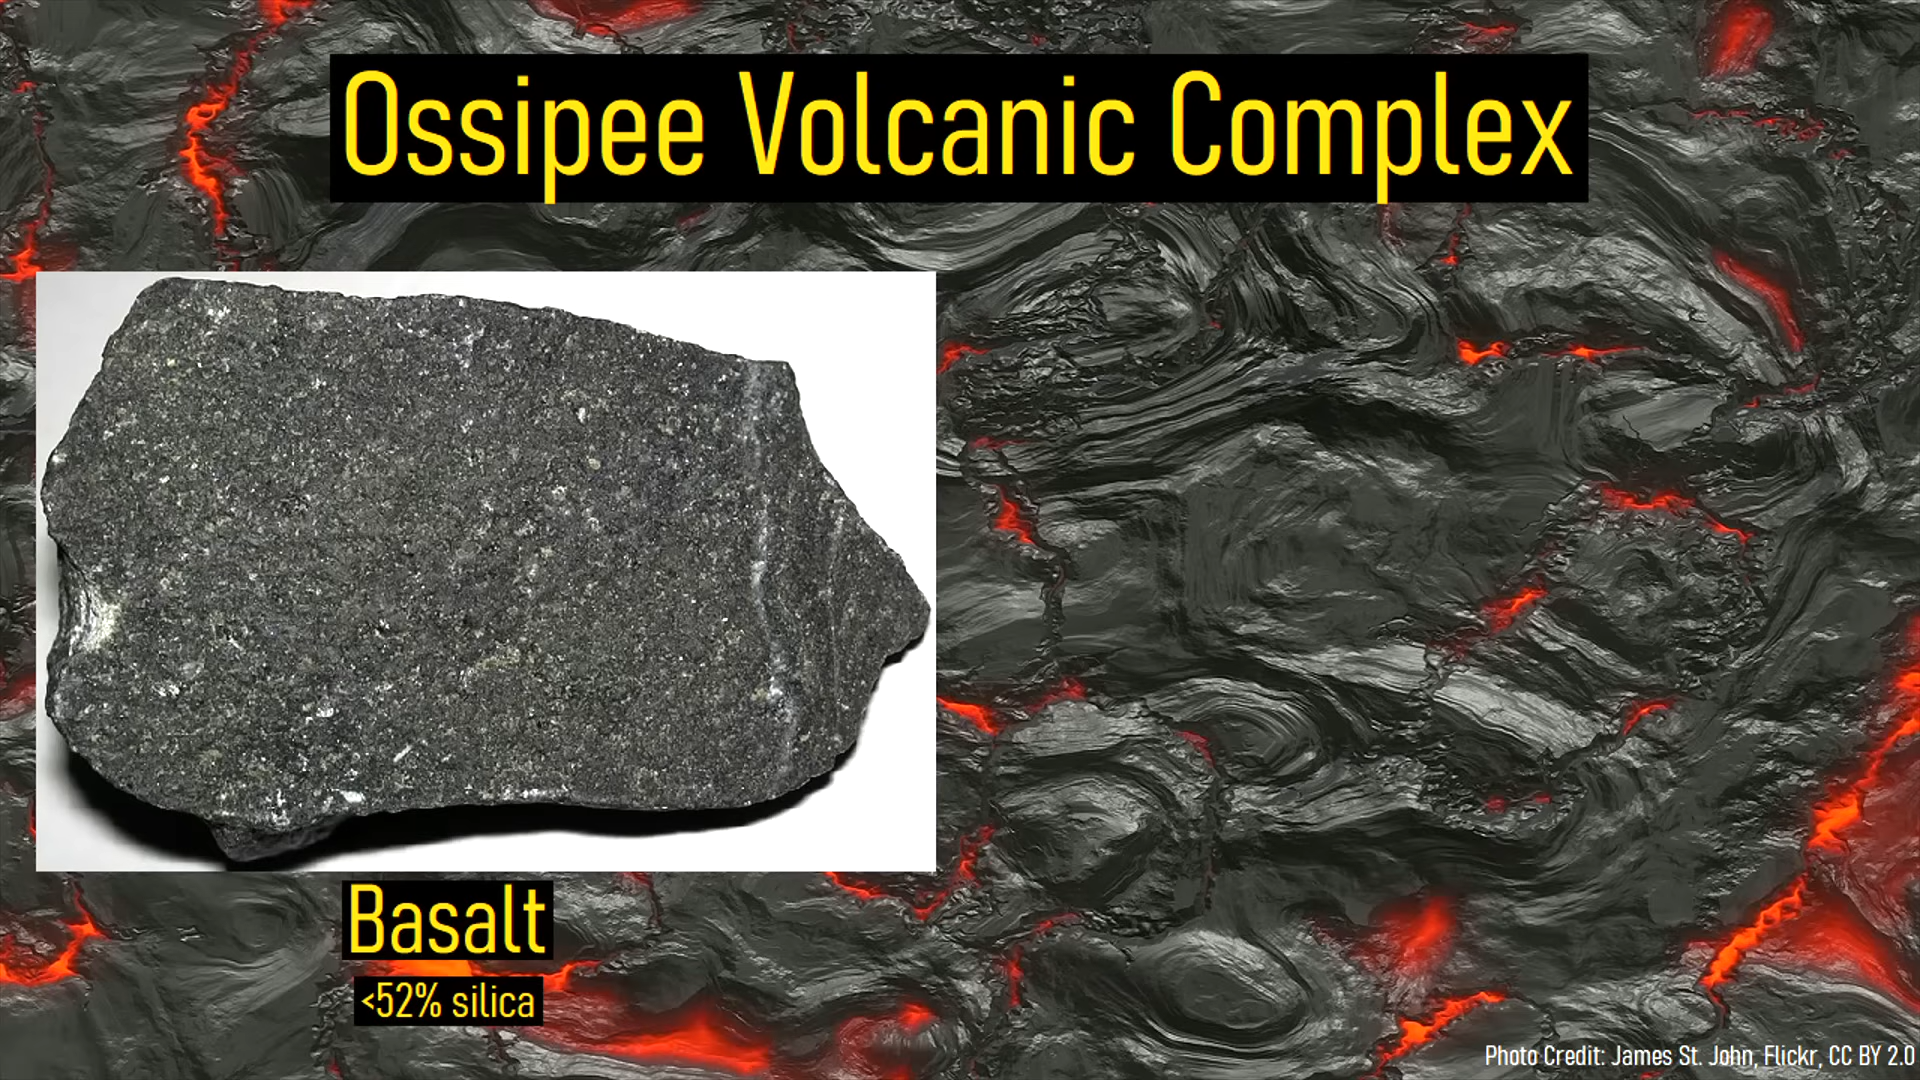 Ossipee Volcanic Complex
Basalt
<52% silica
Photo Credit: James St. John, Flickr, CC BY 2.0